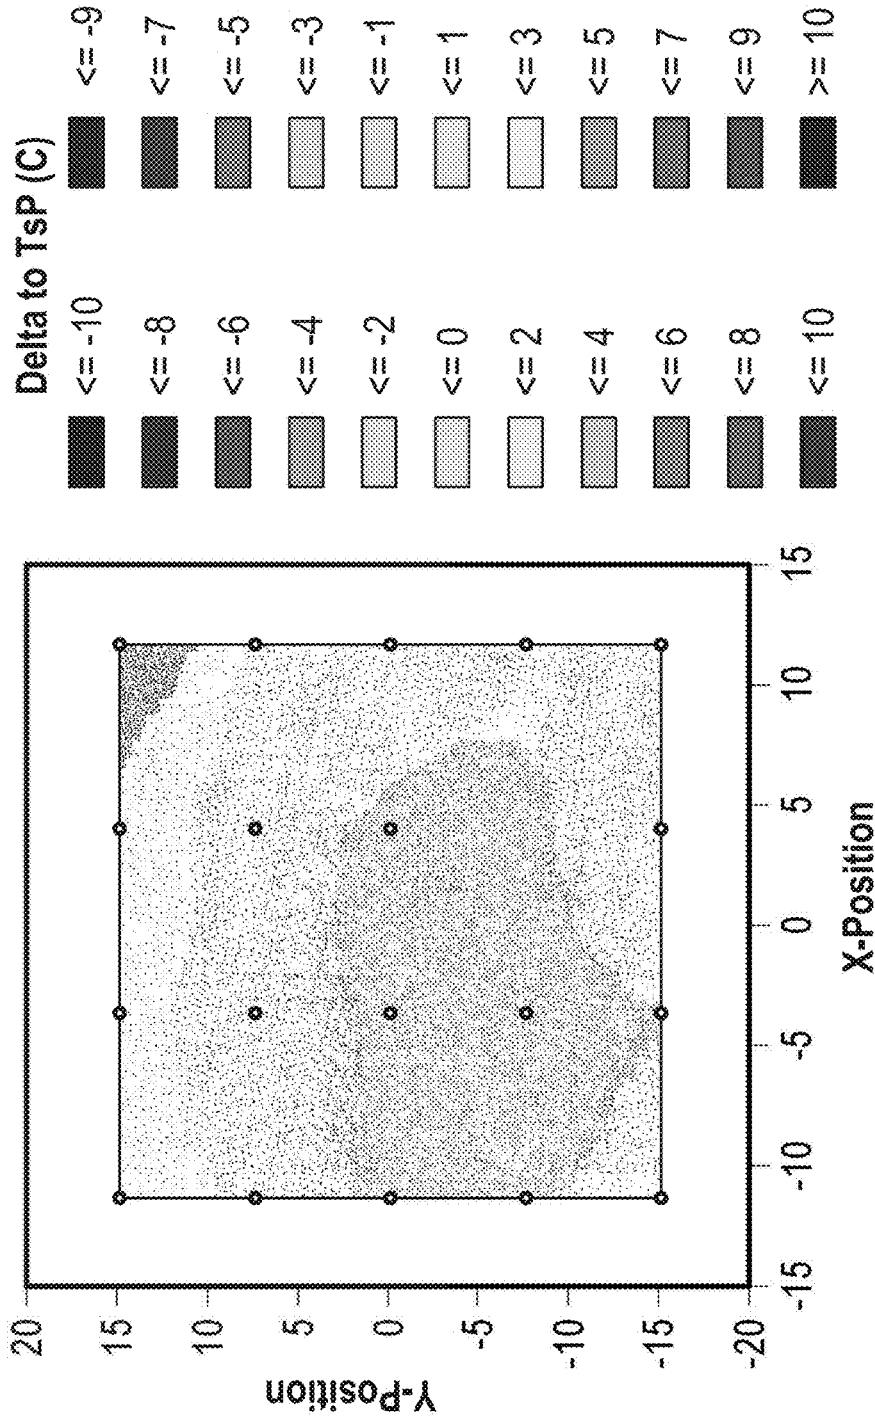 Delta to TsP (C)
<= -10 <= -9
<= -8 <= -7
<= -6 <= -5
<= -4 <= -3
<= -2 <= -1
<= 0 <= 1
<= 2 <= 3
<= 4 <= 5
<= 6 <= 7
<= 8 <= 9
<= 10 >= 10
Y-Position
20
15
10
5
0
-5
-10
-15
-20
-15 -10 -5 0 5 10 15
X-Position